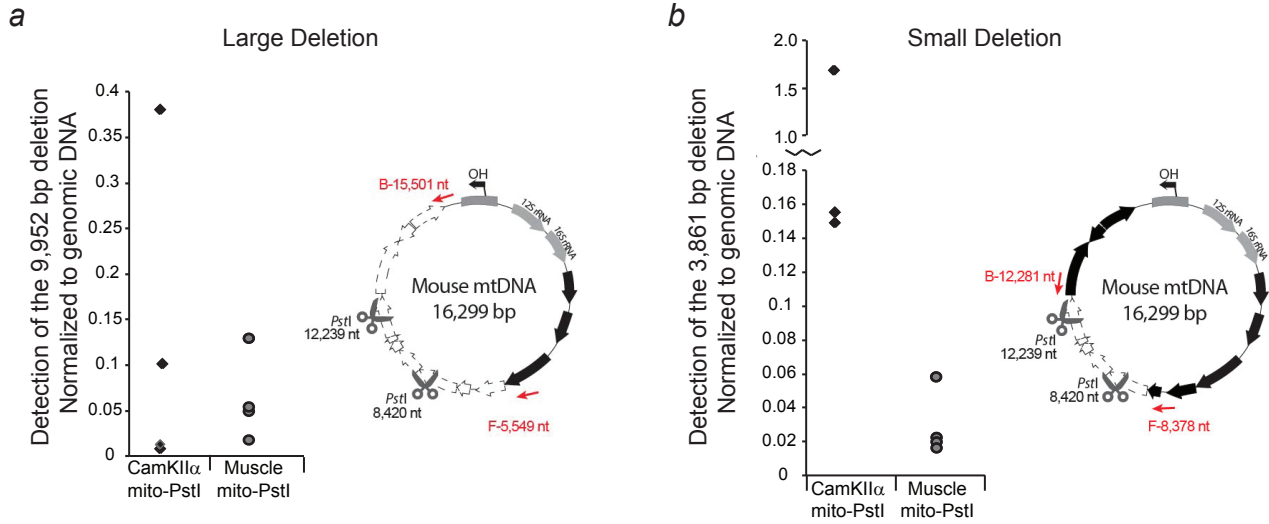 a
Large Deletion
Detection of the 9,952 bp deletion
Normalized to genomic DNA
0.4
0.35
0.3
0.25
0.2
0.15
0.1
0.05
0
CamKIIα
mito-PstI
Muscle
mito-PstI
OH
12S rRNA
16S rRNA
B-15,501 nt
Mouse mtDNA
16,299 bp
PstI
12,239 nt
PstI
8,420 nt
F-5,549 nt
b
Small Deletion
Detection of the 3,861 bp deletion
Normalized to genomic DNA
2.0
1.5
1.0
0.18
0.16
0.14
0.12
0.1
0.08
0.06
0.04
0.02
0
CamKIIα
mito-PstI
Muscle
mito-PstI
OH
12S rRNA
16S rRNA
B-12,281 nt
Mouse mtDNA
16,299 bp
PstI
12,239 nt
PstI
8,420 nt
F-8,378 nt